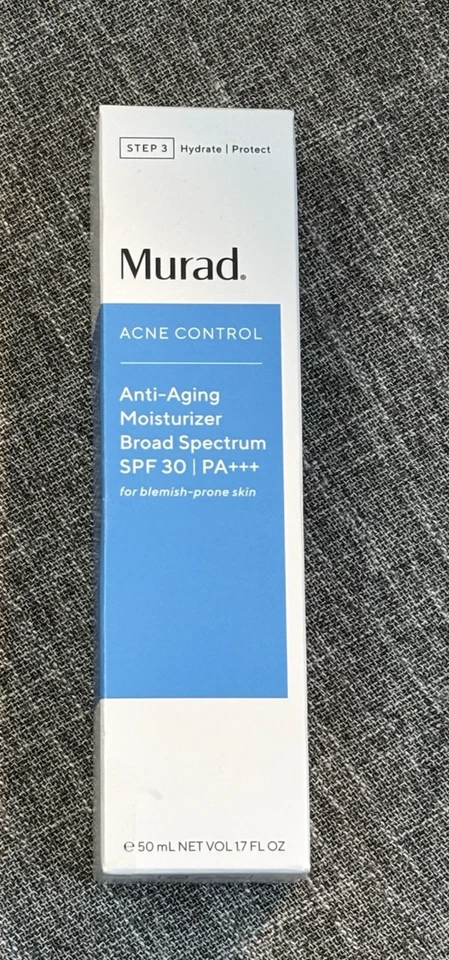 STEP 3 Hydrate | Protect
Murad®
ACNE CONTROL
Anti-Aging
Moisturizer
Broad Spectrum
SPF 30 | PA+++
for blemish-prone skin
℮ 50 mL NET VOL 1.7 FL OZ